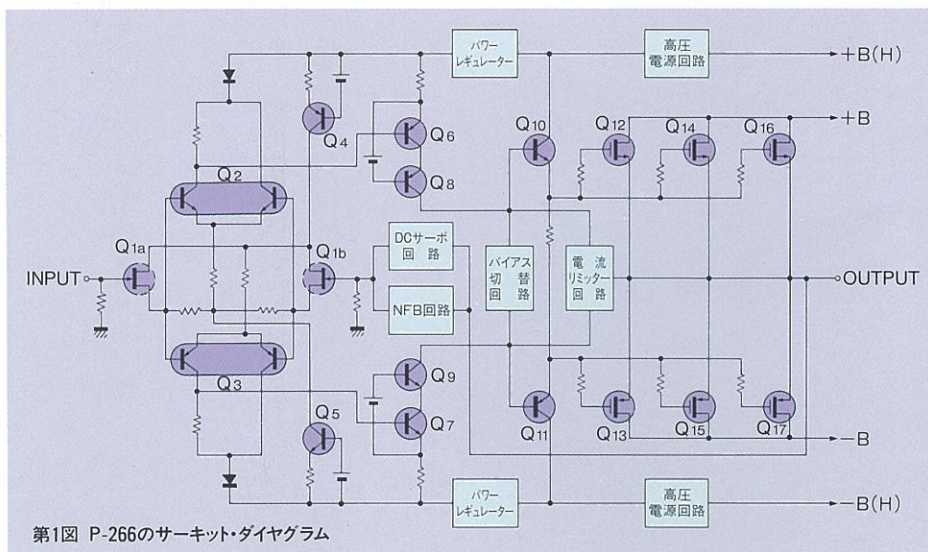 パワー
レギュレーター
高圧
電源回路
+B(H)
+B
Q4
Q6
Q10
Q12
Q14
Q16
Q2
Q8
Q1a
Q1b
DCサーボ
回路
バイアス
切替
回路
電流
リミッター
回路
INPUT
OUTPUT
NFB回路
Q3
Q9
Q5
Q7
Q11
Q13
Q15
Q17
-B
パワー
レギュレーター
高圧
電源回路
-B(H)
第1図 P-266のサーキット・ダイヤグラム